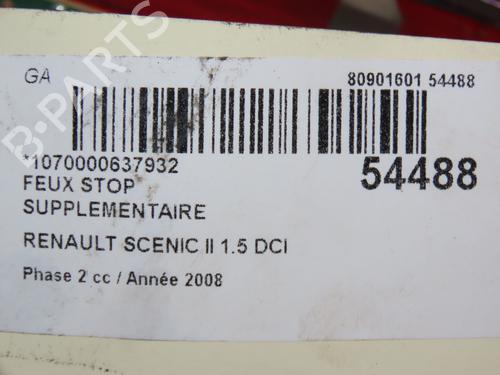 GA
80901601 54488
*1070000637932
54488
FEUX STOP
SUPPLEMENTAIRE
RENAULT SCENIC II 1.5 DCI
Phase 2 cc / Année 2008
B-PARTS